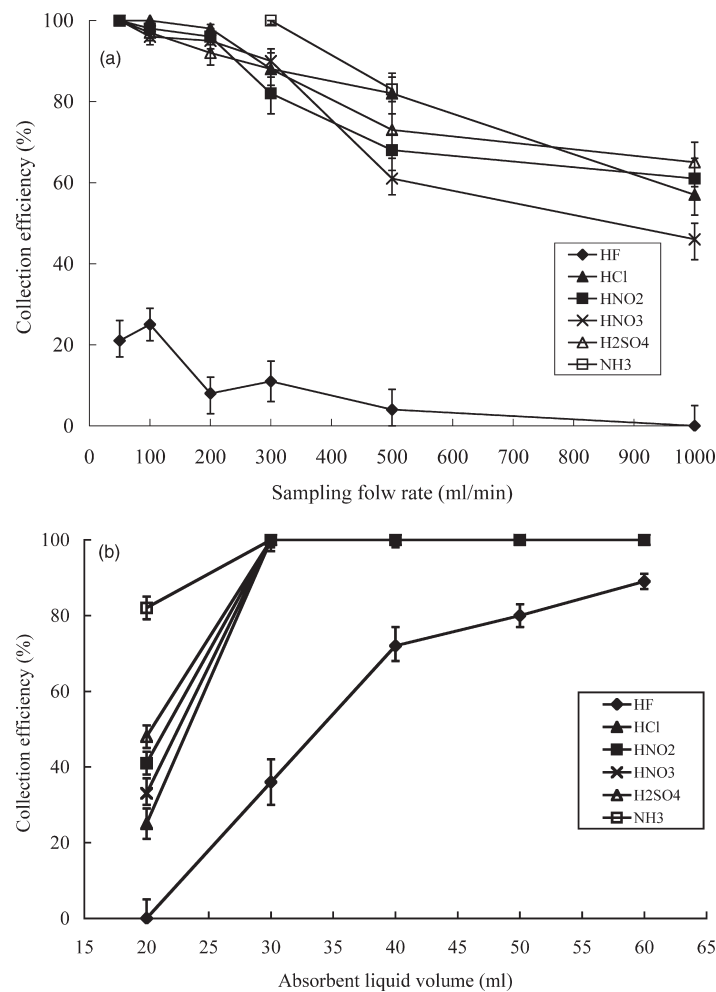 100
80
60
40
20
0
(a)
Collection efficiency (%)
HF
HCl
HNO2
HNO3
H2SO4
NH3
0 100 200 300 400 500 600 700 800 900 1000
Sampling folw rate (ml/min)
100
80
60
40
20
0
(b)
Collection efficiency (%)
HF
HCl
HNO2
HNO3
H2SO4
NH3
15 20 25 30 35 40 45 50 55 60 65
Absorbent liquid volume (ml)